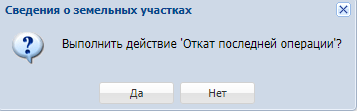 Сведения о земельных участках
Выполнить действие 'Откат последней операции'?
Да
Нет